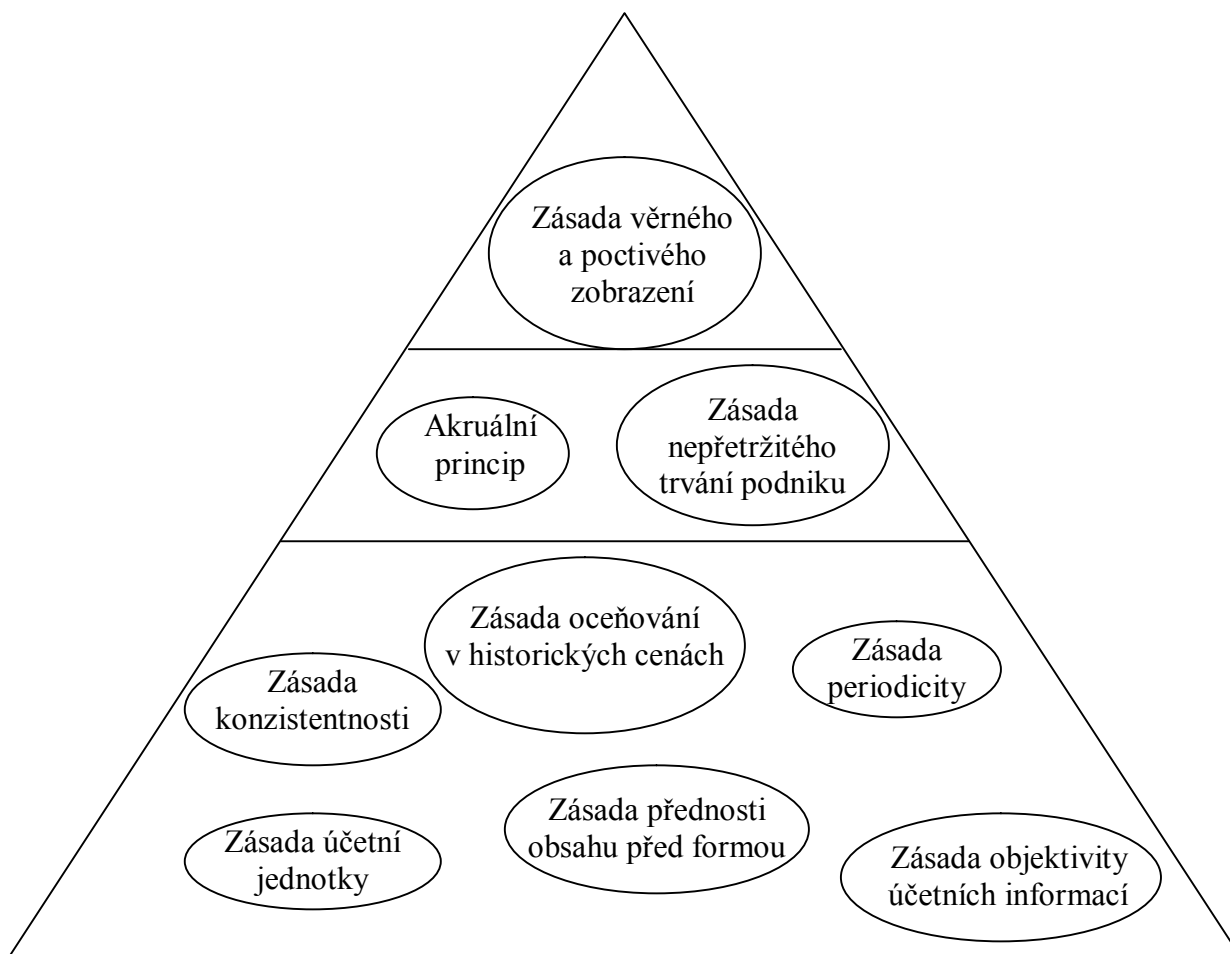 Zásada věrného
a poctivého
zobrazení
Akruální
princip
Zásada
nepřetržitého
trvání podniku
Zásada oceňování
v historických cenách
Zásada
periodicity
Zásada
konzistentnosti
Zásada přednosti
obsahu před formou
Zásada účetní
jednotky
Zásada objektivity
účetních informací